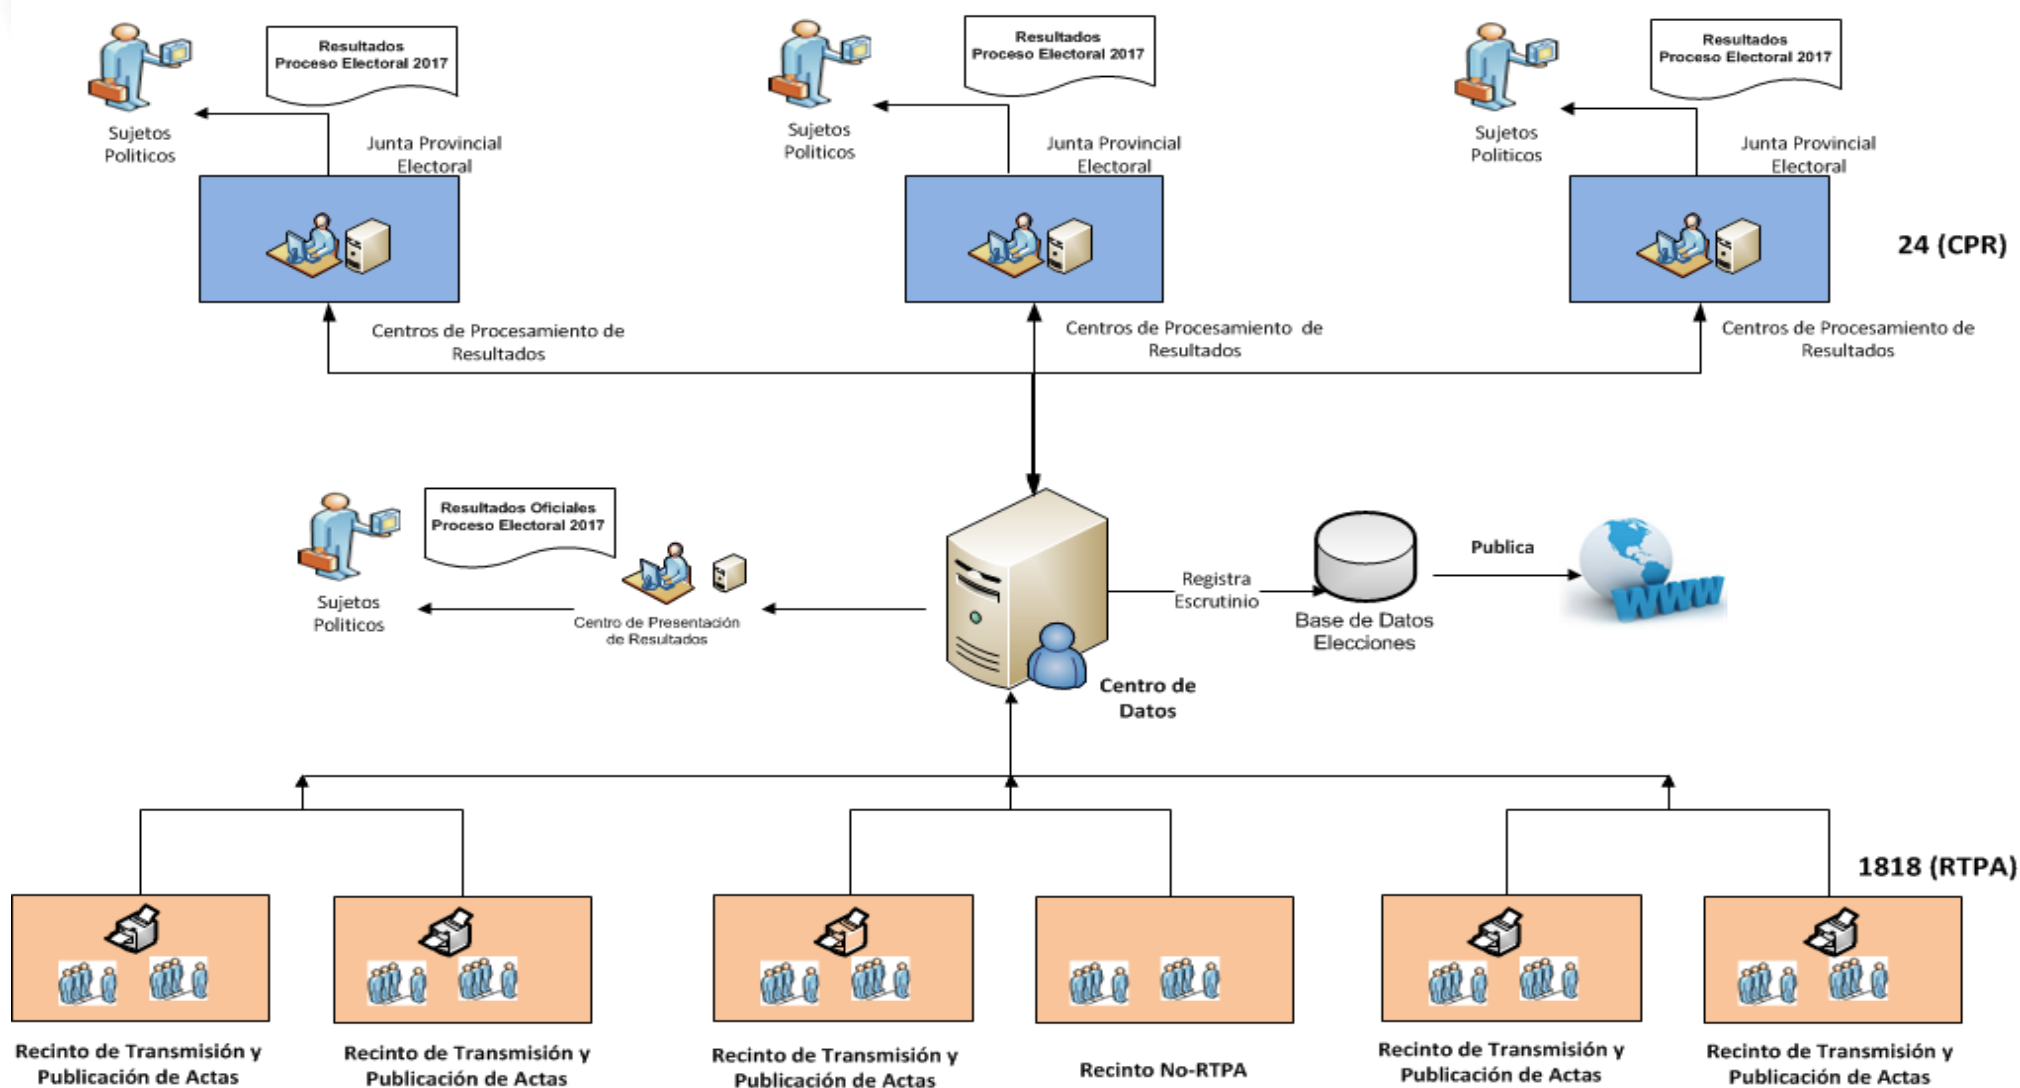 Resultados
Proceso Electoral 2017
Sujetos
Politicos
Junta Provincial
Electoral
Resultados
Proceso Electoral 2017
Sujetos
Politicos
Junta Provincial
Electoral
Resultados
Proceso Electoral 2017
Sujetos
Politicos
Junta Provincial
Electoral
24 (CPR)
Centros de Procesamiento de
Resultados
Centros de Procesamiento de
Resultados
Centros de Procesamiento de
Resultados
Resultados Oficiales
Proceso Electoral 2017
Sujetos
Politicos
Centro de Presentación
de Resultados
Registra
Escrutinio
Base de Datos
Elecciones
Publica
WWW
Centro de
Datos
1818 (RTPA)
Recinto de Transmisión y
Publicación de Actas
Recinto de Transmisión y
Publicación de Actas
Recinto de Transmisión y
Publicación de Actas
Recinto No-RTPA
Recinto de Transmisión y
Publicación de Actas
Recinto de Transmisión y
Publicación de Actas